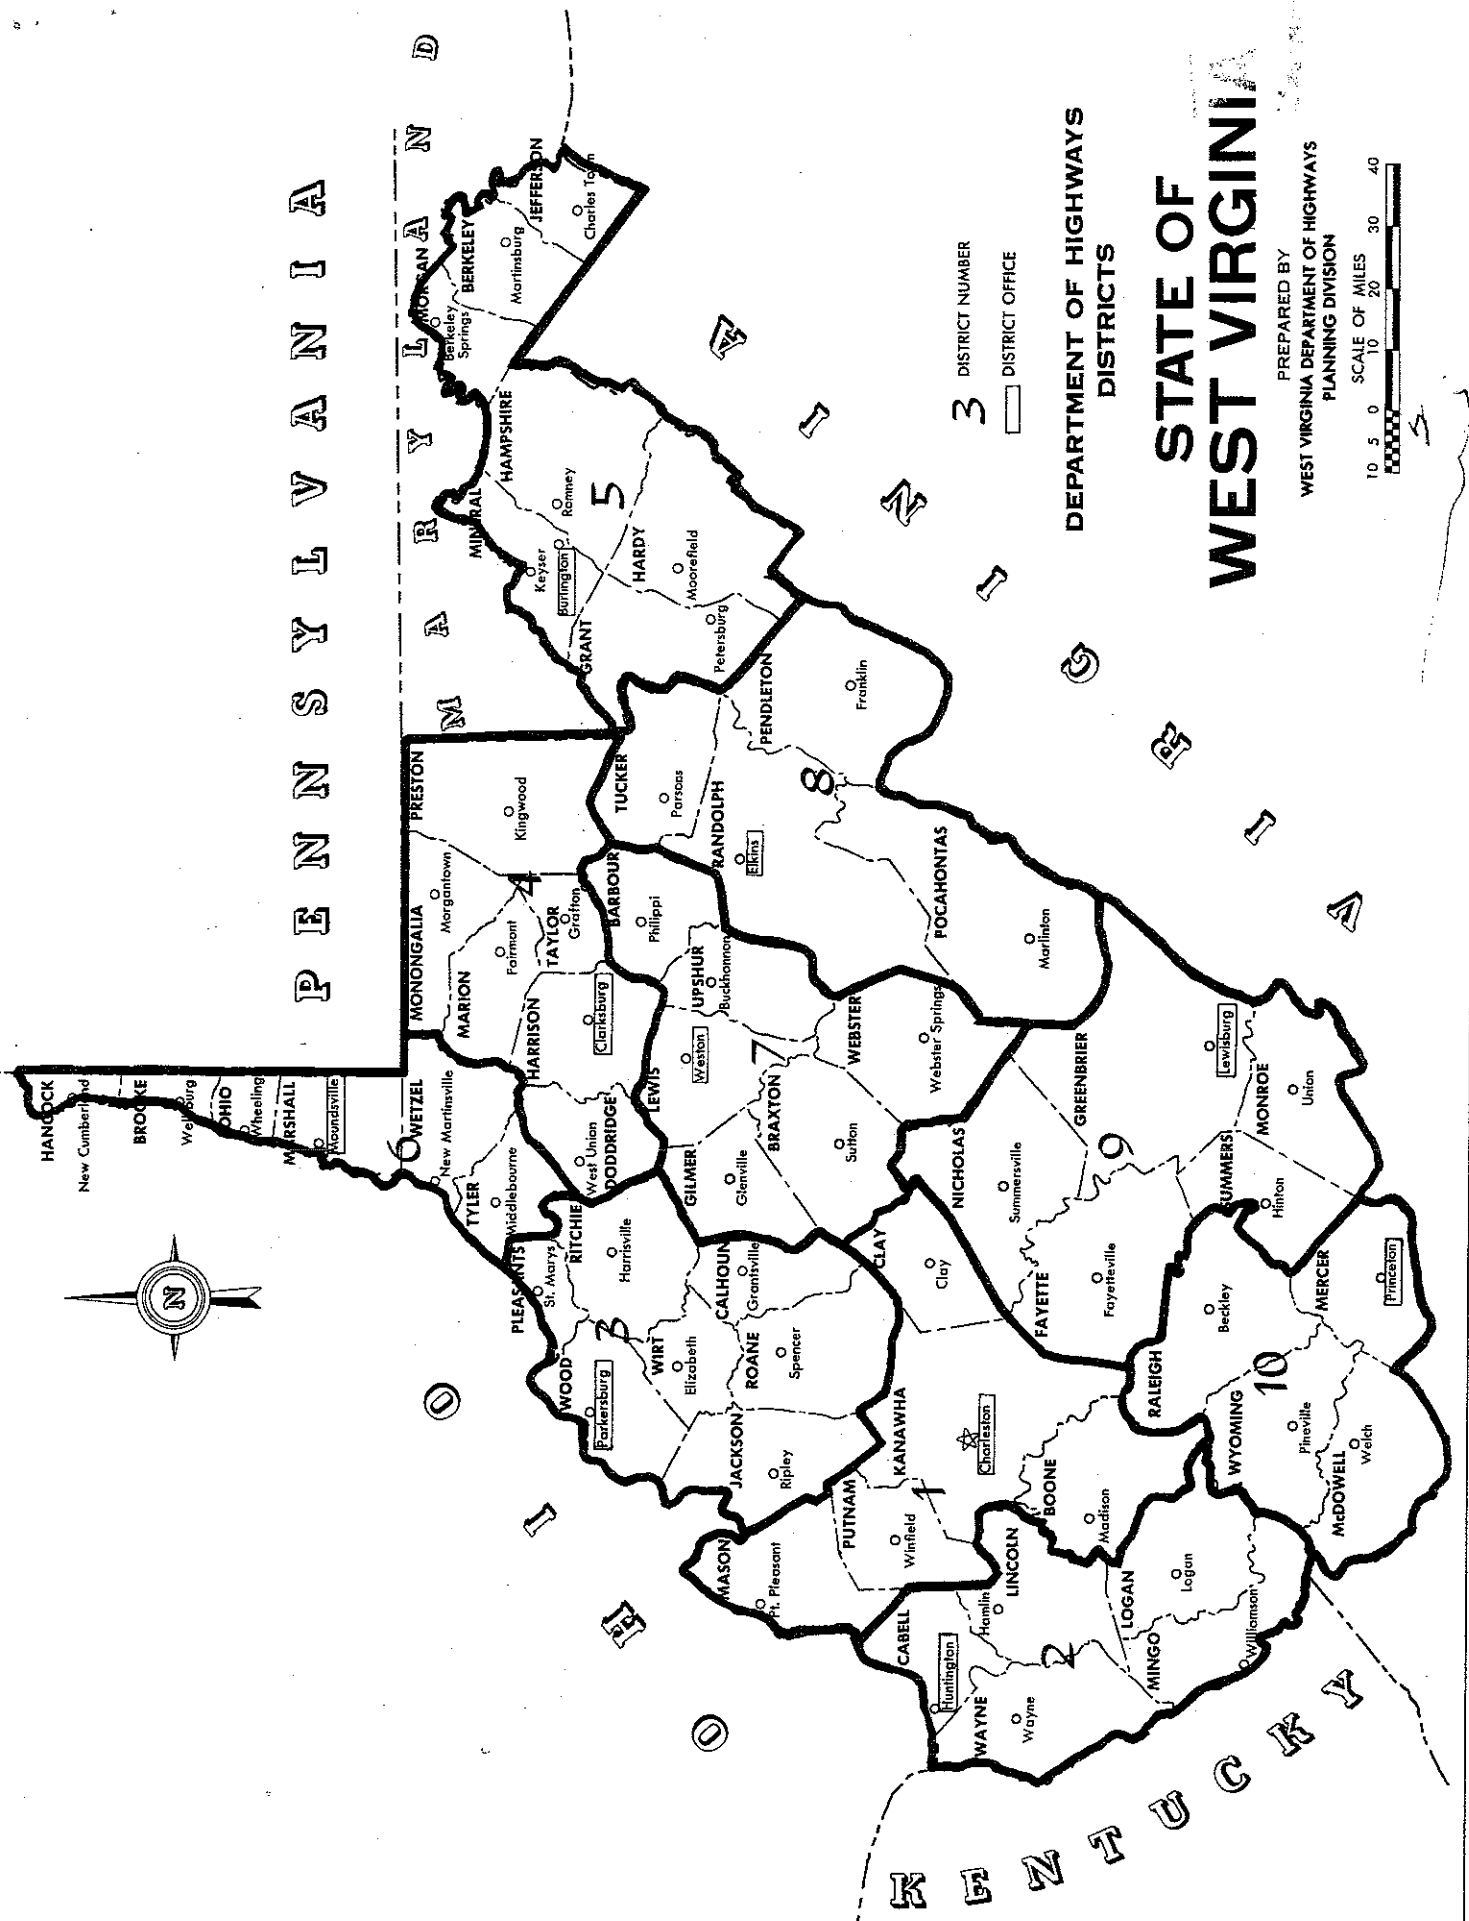 PENNSYLVANIA
MARYLAND
OHIO
KENTUCKY
VIRGINIA
N
HANCOCK
New Cumberland
BROOKE
Wellsburg
OHIO
Wheeling
MARSHALL
Moundsville
6
WETZEL
New Martinsville
TYLER
Middlebourne
MONONGALIA
Morgantown
PRESTON
Kingwood
MARION
Fairmont
4
TAYLOR
Grafton
HARRISON
Clarksburg
DODDRIDGE
West Union
PLEASANTS
St. Marys
RITCHIE
Harrisville
WOOD
Parkersburg
3
WIRT
Elizabeth
CALHOUN
Grantsville
ROANE
Spencer
JACKSON
Ripley
MORGAN
Berkeley
Springs
BERKELEY
Martinsburg
JEFFERSON
Charles Town
HAMPSHIRE
Romney
MINERAL
Keyser
Burlington
5
HARDY
Moorefield
GRANT
Petersburg
TUCKER
Parsons
PENDLETON
Franklin
8
RANDOLPH
Elkins
POCAHONTAS
Marlinton
BARBOUR
Philippi
UPSHUR
Buckhannon
LEWIS
Weston
7
GILMER
Glenville
BRAXTON
Sutton
WEBSTER
Webster Springs
CLAY
Clay
KANAWHA
Charleston
1
PUTNAM
Winfield
MASON
Pt. Pleasant
BOONE
Madison
CABELL
Huntington
LINCOLN
Hamlin
2
WAYNE
Wayne
LOGAN
Logan
MINGO
Williamson
NICHOLAS
Summersville
9
GREENBRIER
Lewisburg
FAYETTE
Fayetteville
SUMMERS
Hinton
MONROE
Union
RALEIGH
Beckley
10
MERCER
Princeton
WYOMING
Pineville
McDOWELL
Welch
3 DISTRICT NUMBER
DISTRICT OFFICE
DEPARTMENT OF HIGHWAYS
DISTRICTS
STATE OF
WEST VIRGINIA
PREPARED BY
WEST VIRGINIA DEPARTMENT OF HIGHWAYS
PLANNING DIVISION
SCALE OF MILES
10 5 0 10 20 30 40